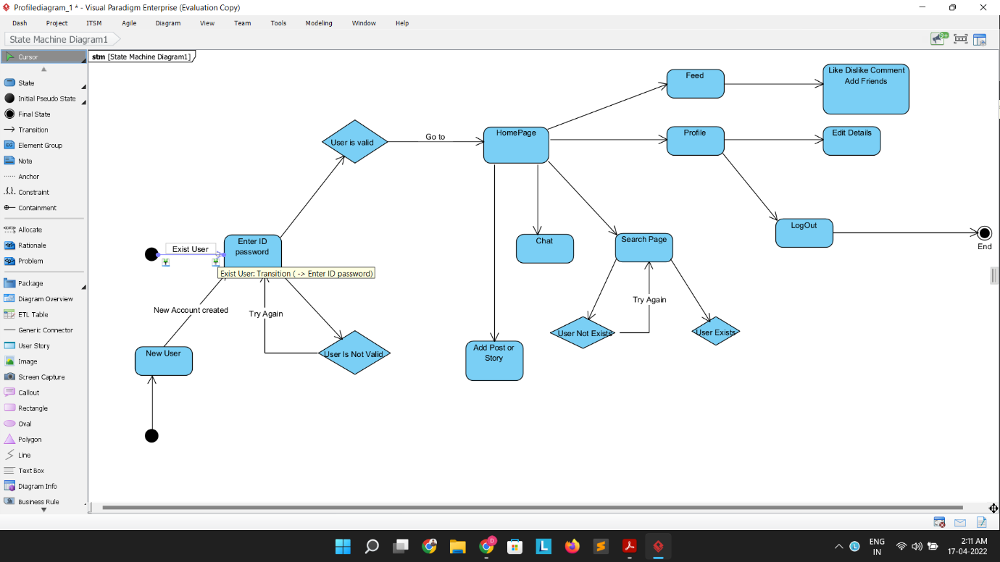 Profilediagram_1 * - Visual Paradigm Enterprise (Evaluation Copy)
Dash Project ITSM Agile Diagram View Team Tools Modeling Window Help
State Machine Diagram1
9+
Cursor
State
Initial Pseudo State
Final State
Transition
Element Group
Note
Anchor
Constraint
Containment
Allocate
Rationale
Problem
Package
Diagram Overview
ETL Table
Generic Connector
User Story
Image
Screen Capture
Callout
Rectangle
Oval
Polygon
Line
Text Box
Diagram Info
Business Rule
stm [State Machine Diagram1]
Feed
Like Dislike Comment
Add Friends
User is valid
Go to
HomePage
Profile
Edit Details
Exist User
Enter ID
password
Exist User: Transition ( -> Enter ID password)
Chat
Search Page
LogOut
End
New Account created
Try Again
Try Again
User Not Exists
User Exists
New User
User Is Not Valid
Add Post or
Story
D
L
L
ENG
IN
2:11 AM
17-04-2022